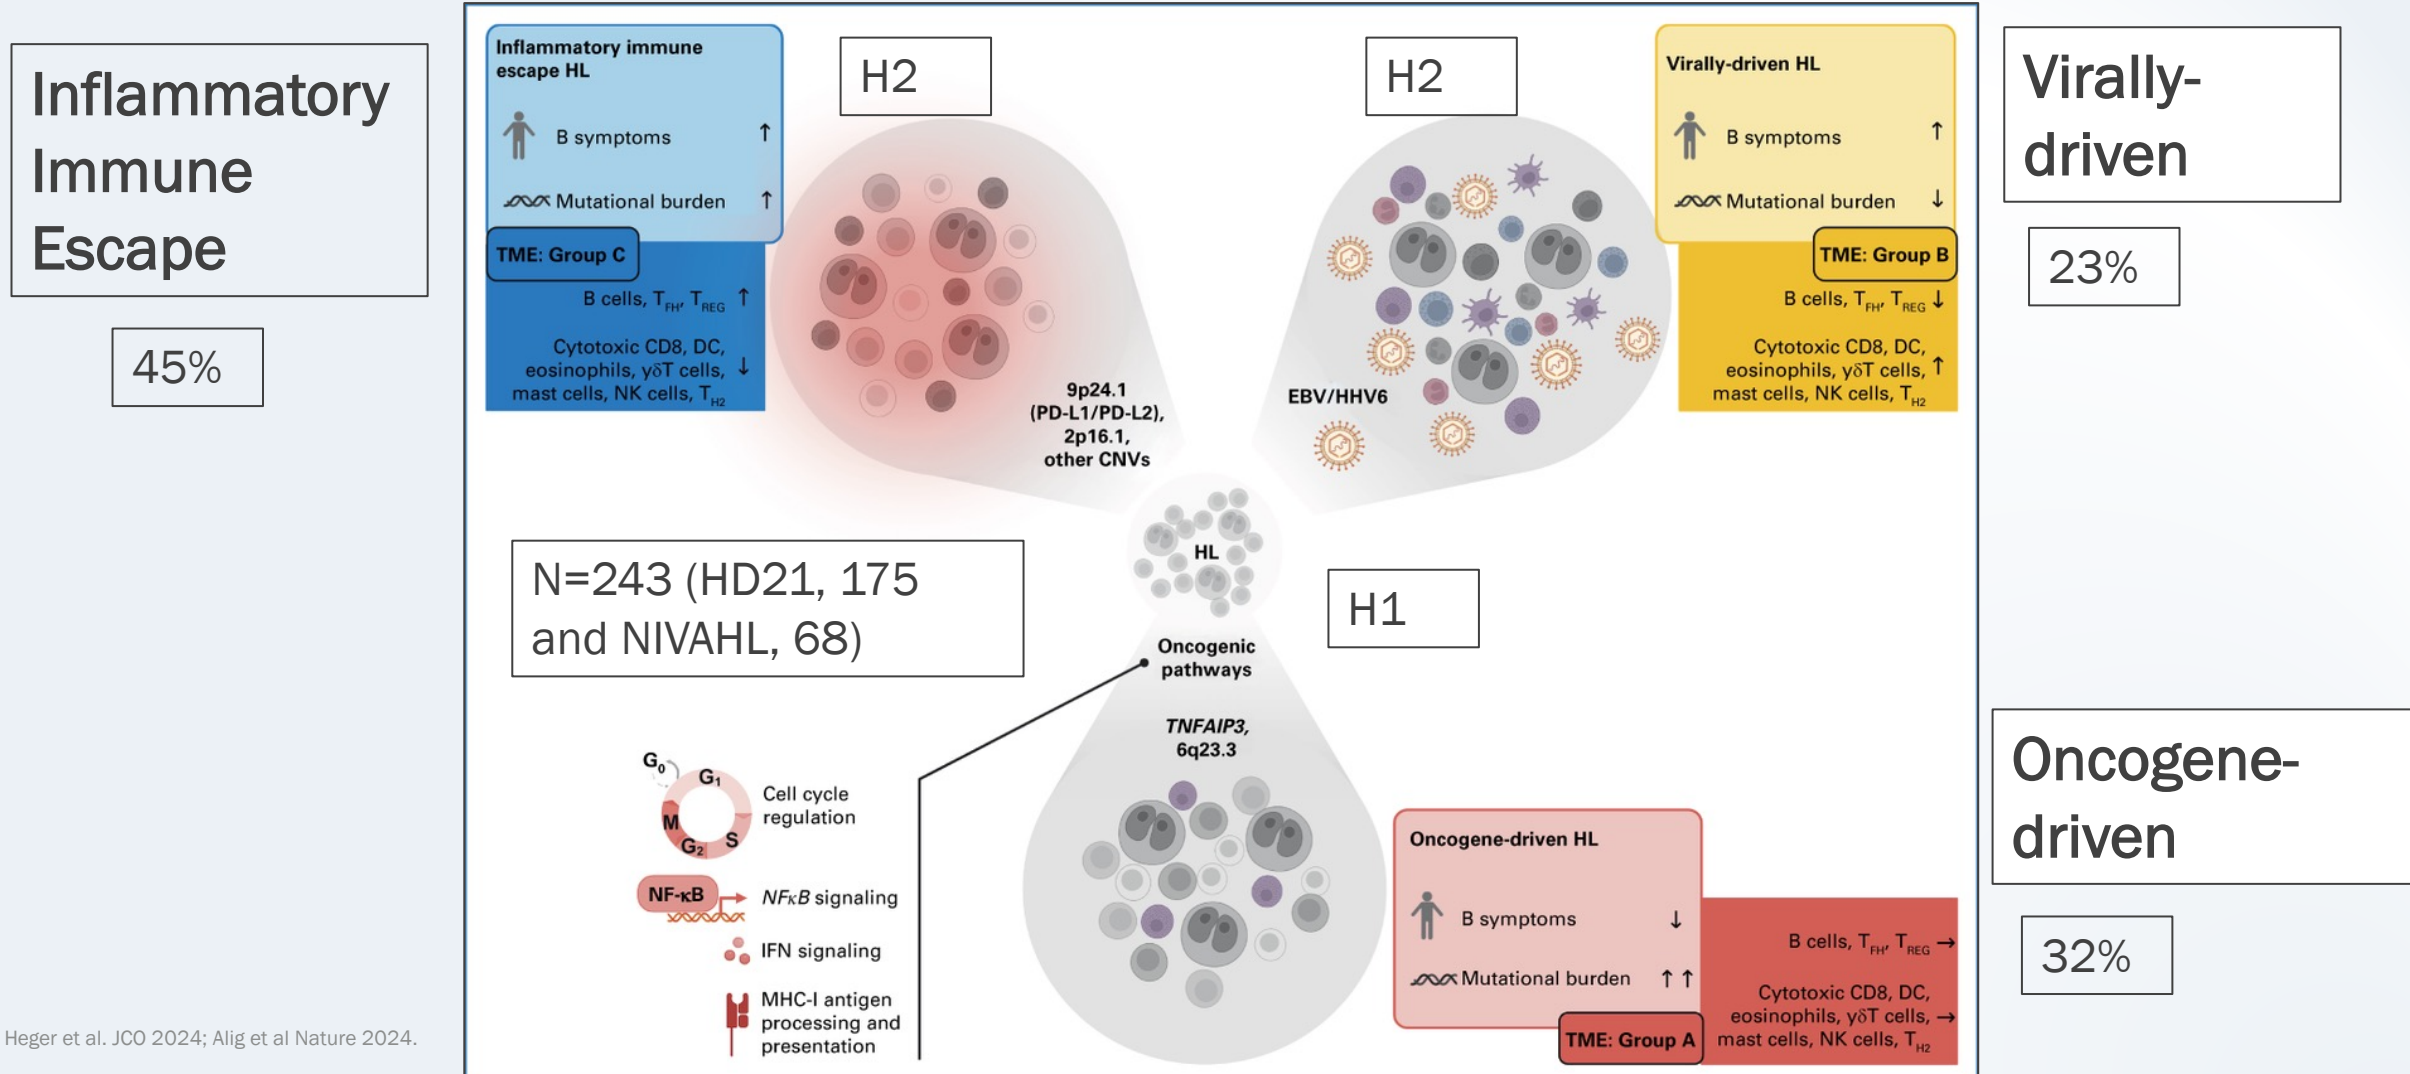 Inflammatory
Immune
Escape
45%
Inflammatory immune
escape HL
B symptoms ↑
Mutational burden ↑
TME: Group C
B cells, TFH, TREG ↑
Cytotoxic CD8, DC,
eosinophils, γδT cells, ↓
mast cells, NK cells, TH2
H2
9p24.1
(PD-L1/PD-L2),
2p16.1,
other CNVs
H2
EBV/HHV6
Virally-driven HL
B symptoms ↑
Mutational burden ↓
TME: Group B
B cells, TFH, TREG ↓
Cytotoxic CD8, DC,
eosinophils, γδT cells, ↑
mast cells, NK cells, TH2
Virally-
driven
23%
HL
N=243 (HD21, 175
and NIVAHL, 68)
H1
Oncogenic
pathways
TNFAIP3,
6q23.3
G0
G1
S
G2
M
Cell cycle
regulation
NF-κB
NFκB signaling
IFN signaling
MHC-I antigen
processing and
presentation
Oncogene-driven HL
B symptoms ↓
Mutational burden ↑↑
TME: Group A
B cells, TFH, TREG →
Cytotoxic CD8, DC,
eosinophils, γδT cells, →
mast cells, NK cells, TH2
Oncogene-
driven
32%
Heger et al. JCO 2024; Alig et al Nature 2024.